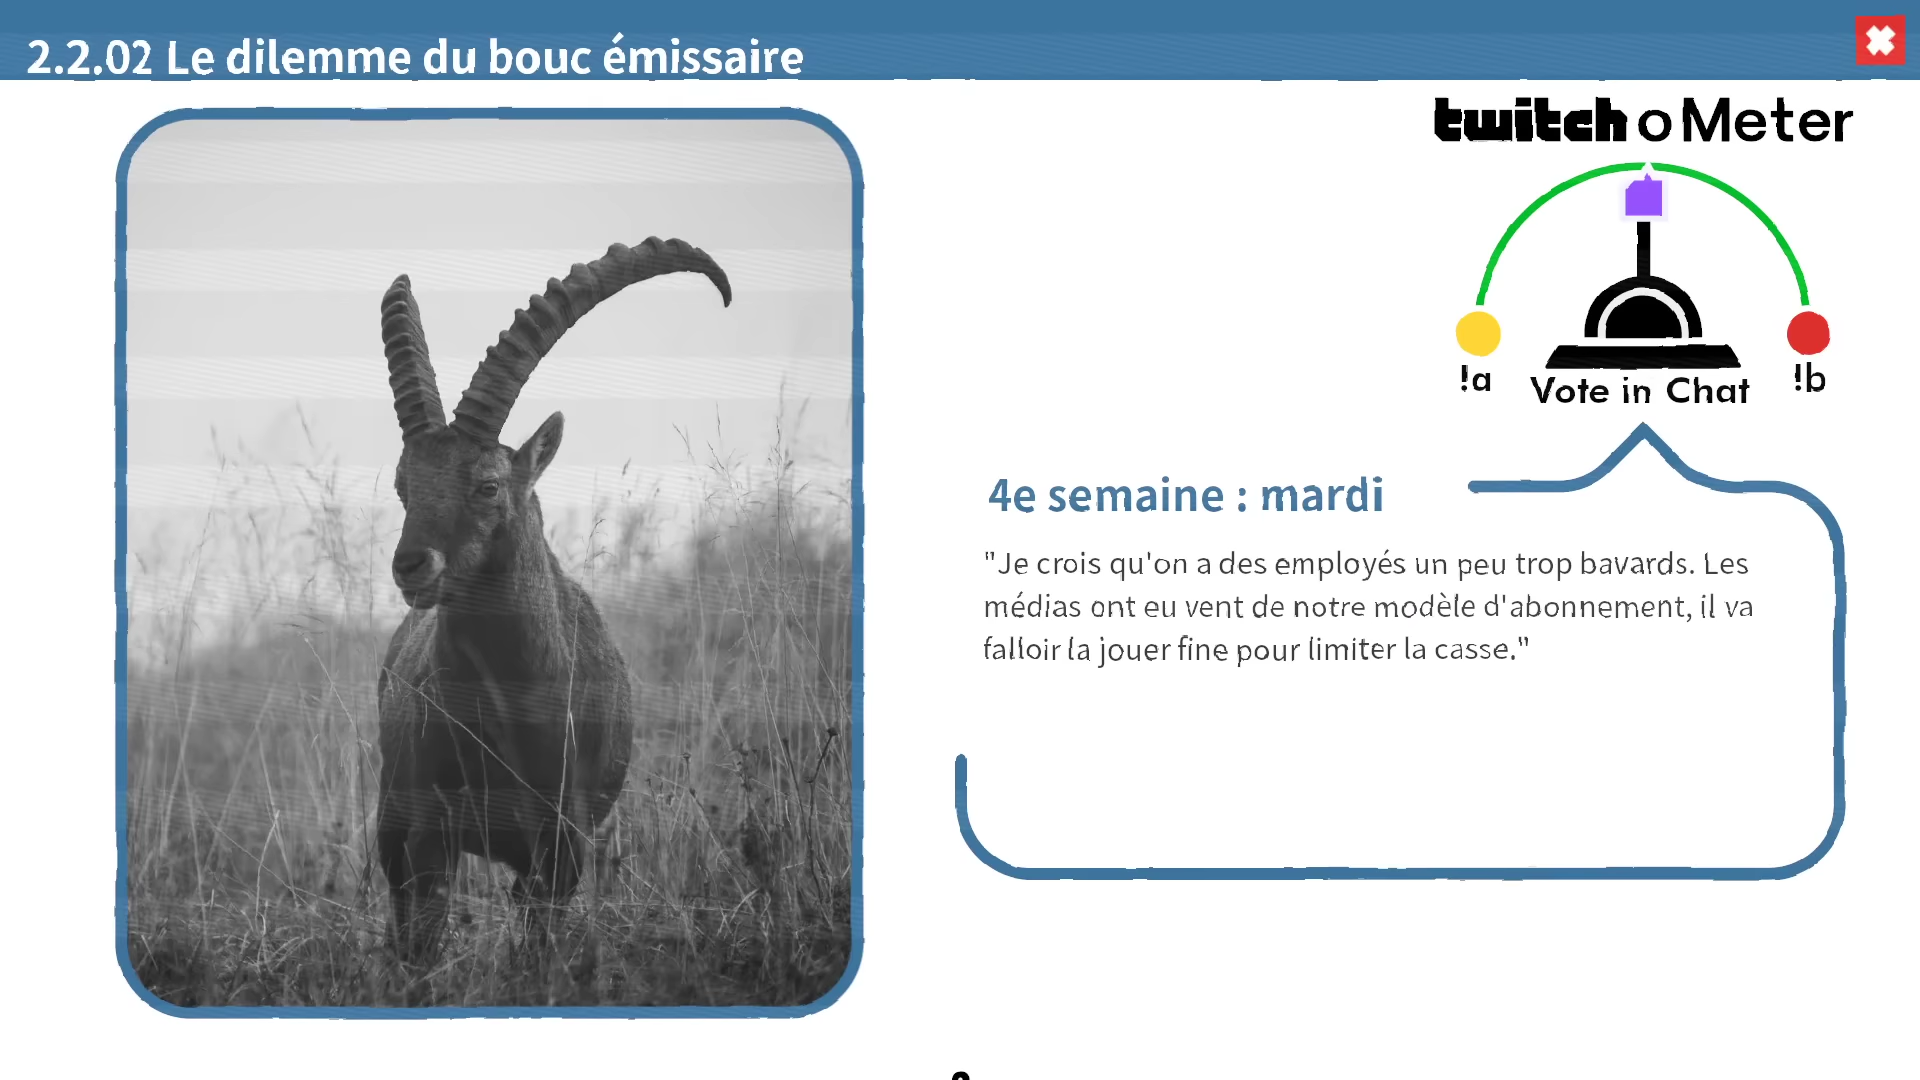 2.2.02 Le dilemme du bouc émissaire
twitch o Meter
!a
Vote in Chat
!b
4e semaine : mardi
"Je crois qu'on a des employés un peu trop bavards. Les
médias ont eu vent de notre modèle d'abonnement, il va
falloir la jouer fine pour limiter la casse."